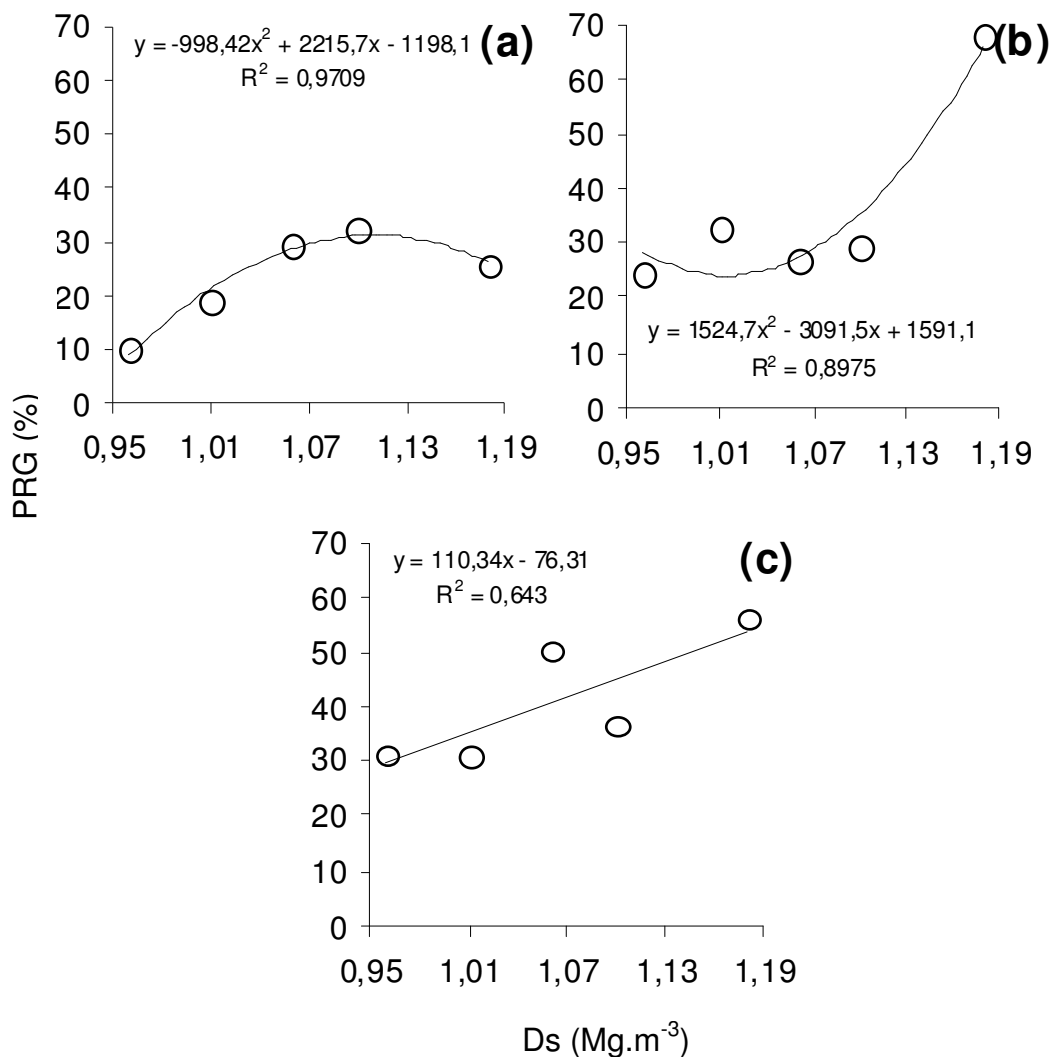 y = -998,42x² + 2215,7x - 1198,1
R² = 0,9709
(a)
70
60
50
40
30
20
10
0
0,95 1,01 1,07 1,13 1,19
(b)
70
60
50
40
30
20
10
0
y = 1524,7x² - 3091,5x + 1591,1
R² = 0,8975
0,95 1,01 1,07 1,13 1,19
PRG (%)
y = 110,34x - 76,31
R² = 0,643
(c)
70
60
50
40
30
20
10
0
0,95 1,01 1,07 1,13 1,19
Ds (Mg.m⁻³)